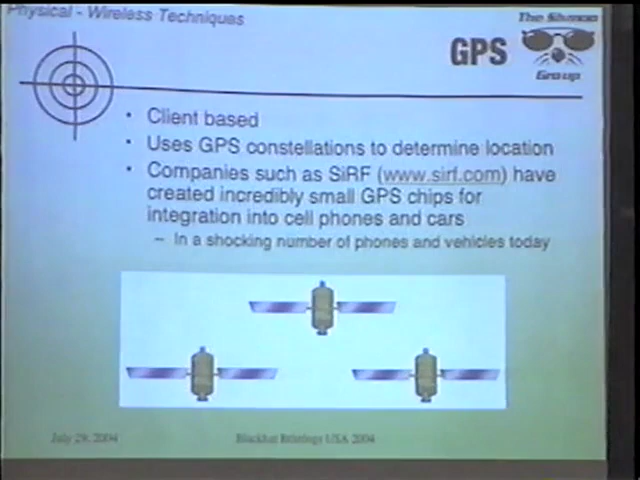 Physical - Wireless Techniques
GPS
The Shmoo
Group
• Client based
• Uses GPS constellations to determine location
• Companies such as SiRF (www.sirf.com) have
created incredibly small GPS chips for
integration into cell phones and cars
– In a shocking number of phones and vehicles today
July 29, 2004
Blackhat Briefings USA 2004